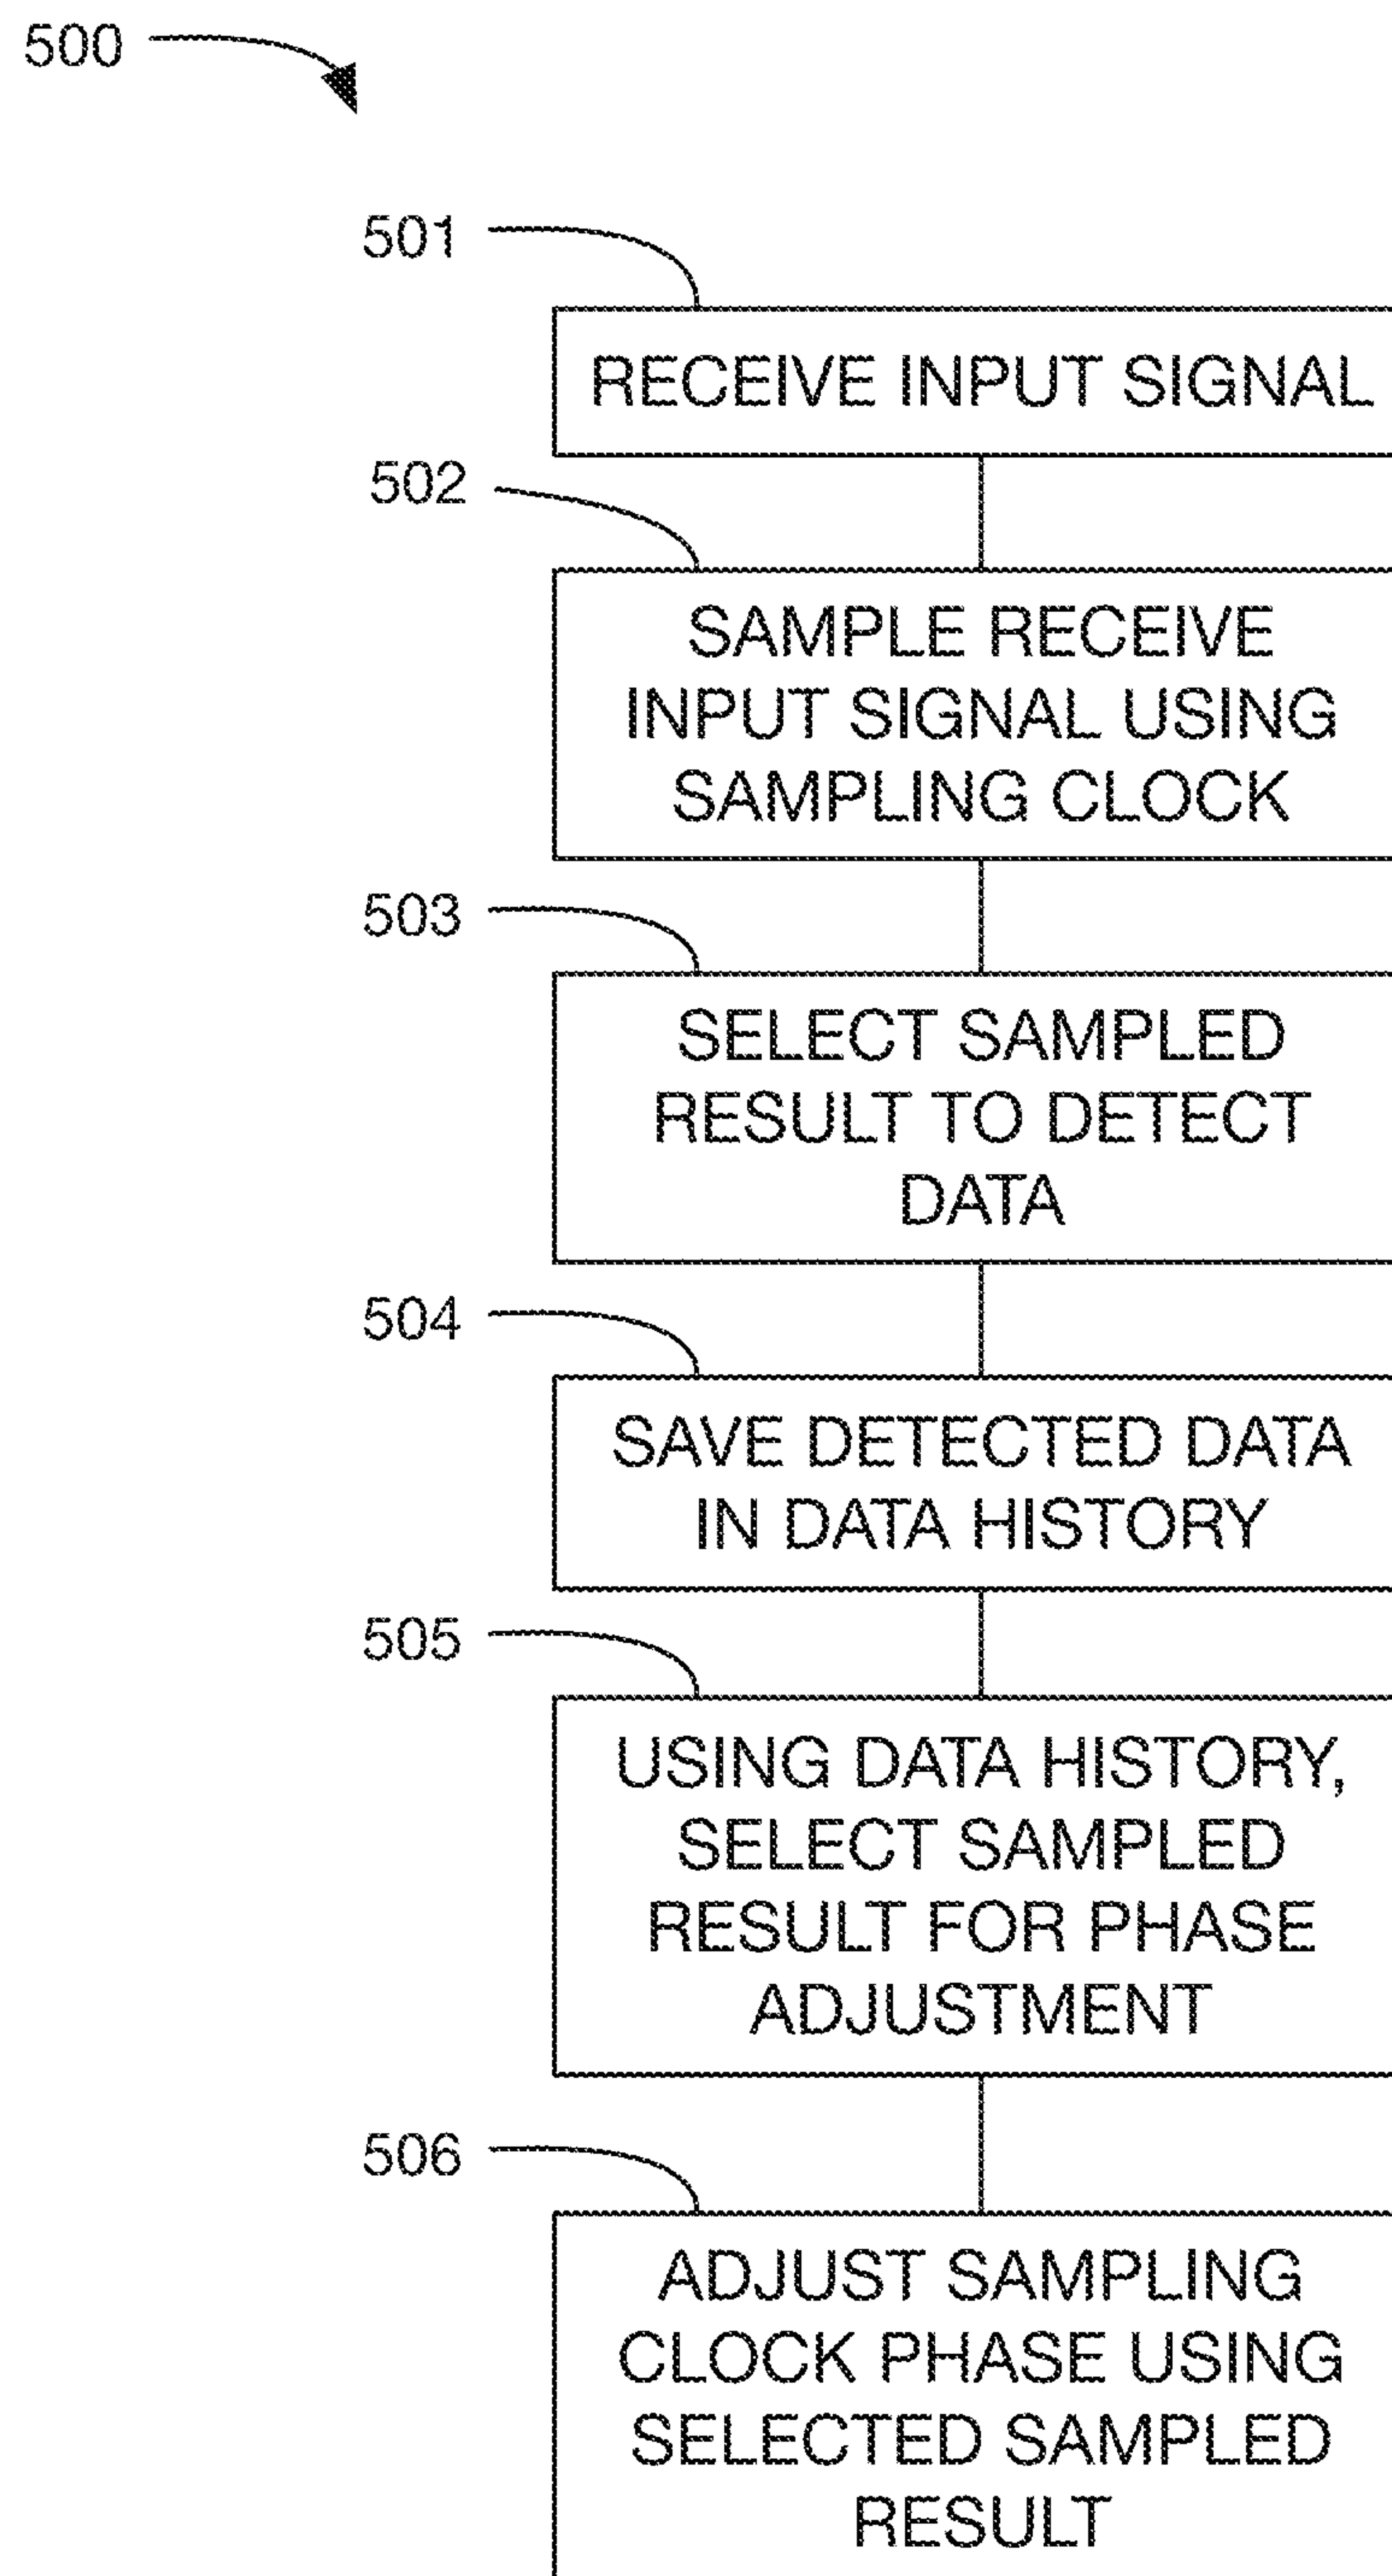 500
501
RECEIVE INPUT SIGNAL
502
SAMPLE RECEIVE
INPUT SIGNAL USING
SAMPLING CLOCK
503
SELECT SAMPLED
RESULT TO DETECT
DATA
504
SAVE DETECTED DATA
IN DATA HISTORY
505
USING DATA HISTORY,
SELECT SAMPLED
RESULT FOR PHASE
ADJUSTMENT
506
ADJUST SAMPLING
CLOCK PHASE USING
SELECTED SAMPLED
RESULT